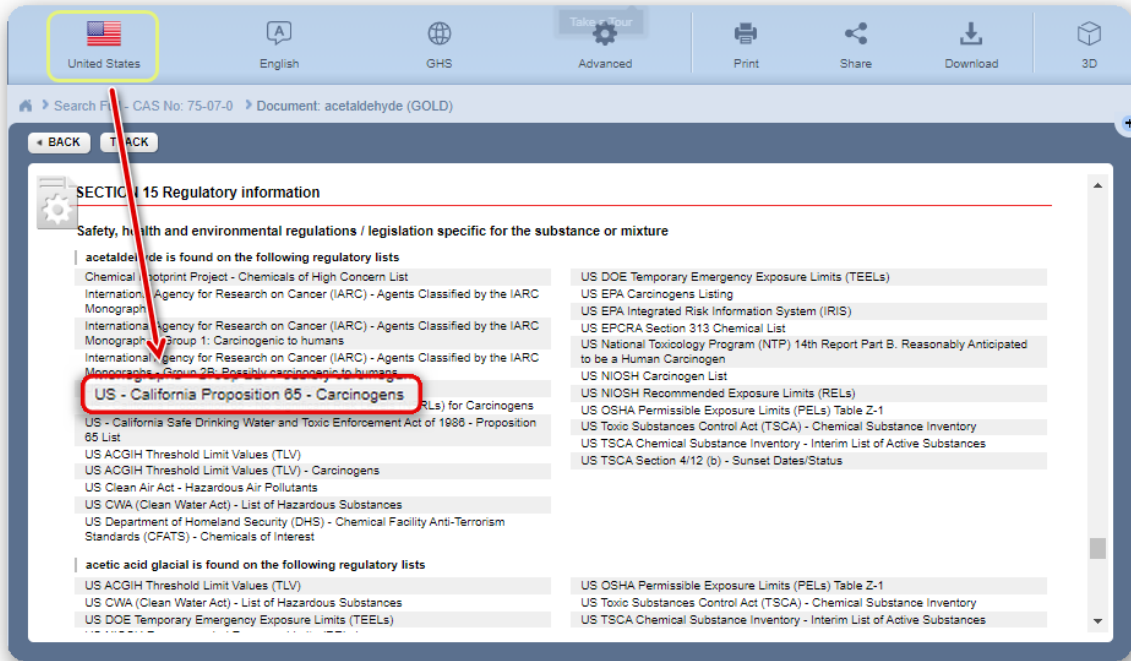 Take a Tour
United States
English
GHS
Advanced
Print
Share
Download
3D
Search Full - CAS No: 75-07-0 > Document: acetaldehyde (GOLD)
BACK
TRACK
SECTION 15 Regulatory information
Safety, health and environmental regulations / legislation specific for the substance or mixture
acetaldehyde is found on the following regulatory lists
Chemical Footprint Project - Chemicals of High Concern List
International Agency for Research on Cancer (IARC) - Agents Classified by the IARC
Monographs
International Agency for Research on Cancer (IARC) - Agents Classified by the IARC
Monographs - Group 1: Carcinogenic to humans
International Agency for Research on Cancer (IARC) - Agents Classified by the IARC
Monographs - Group 2B: Possibly carcinogenic to humans
US - California Proposition 65 - Carcinogens
RLs) for Carcinogens
US - California Safe Drinking Water and Toxic Enforcement Act of 1986 - Proposition
65 List
US ACGIH Threshold Limit Values (TLV)
US ACGIH Threshold Limit Values (TLV) - Carcinogens
US Clean Air Act - Hazardous Air Pollutants
US CWA (Clean Water Act) - List of Hazardous Substances
US Department of Homeland Security (DHS) - Chemical Facility Anti-Terrorism
Standards (CFATS) - Chemicals of Interest
US DOE Temporary Emergency Exposure Limits (TEELs)
US EPA Carcinogens Listing
US EPA Integrated Risk Information System (IRIS)
US EPCRA Section 313 Chemical List
US National Toxicology Program (NTP) 14th Report Part B. Reasonably Anticipated
to be a Human Carcinogen
US NIOSH Carcinogen List
US NIOSH Recommended Exposure Limits (RELs)
US OSHA Permissible Exposure Limits (PELs) Table Z-1
US Toxic Substances Control Act (TSCA) - Chemical Substance Inventory
US TSCA Chemical Substance Inventory - Interim List of Active Substances
US TSCA Section 4/12 (b) - Sunset Dates/Status
acetic acid glacial is found on the following regulatory lists
US ACGIH Threshold Limit Values (TLV)
US CWA (Clean Water Act) - List of Hazardous Substances
US DOE Temporary Emergency Exposure Limits (TEELs)
US OSHA Permissible Exposure Limits (PELs) Table Z-1
US Toxic Substances Control Act (TSCA) - Chemical Substance Inventory
US TSCA Chemical Substance Inventory - Interim List of Active Substances